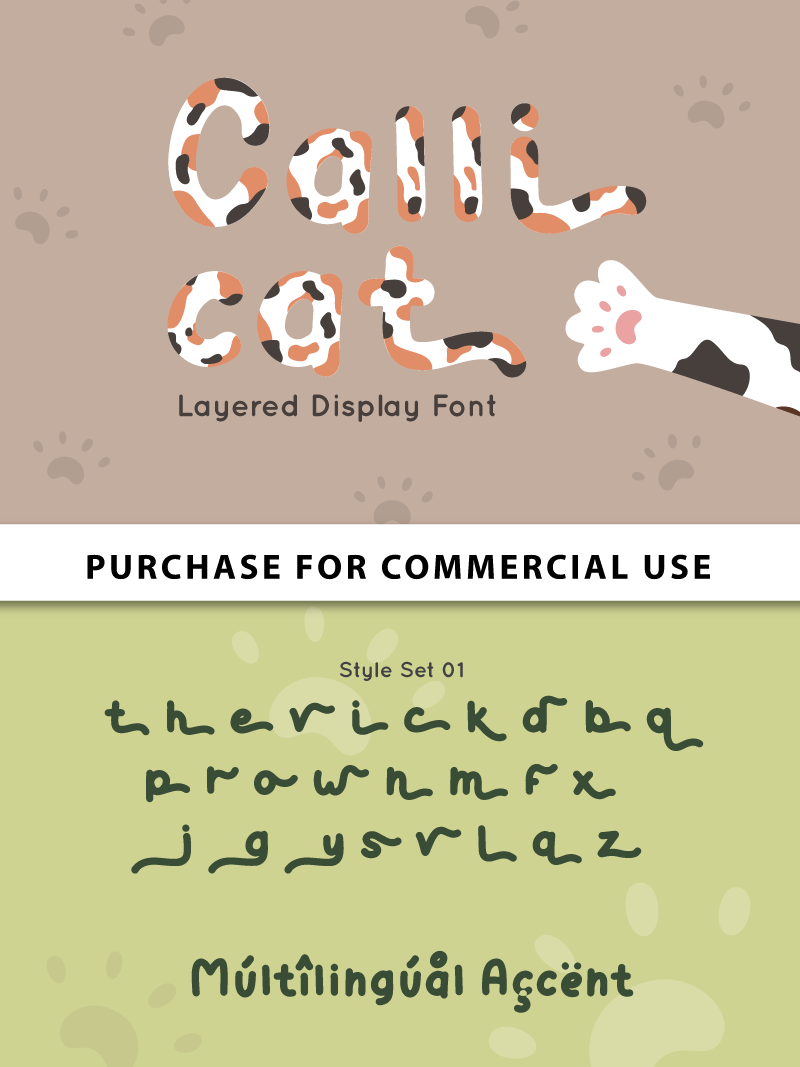 Calli
cat
Layered Display Font
PURCHASE FOR COMMERCIAL USE
Style Set 01
t h e v i c k d b q
p r o w n m f x
j g y s v l a z
Múltîlingúål Açcënt